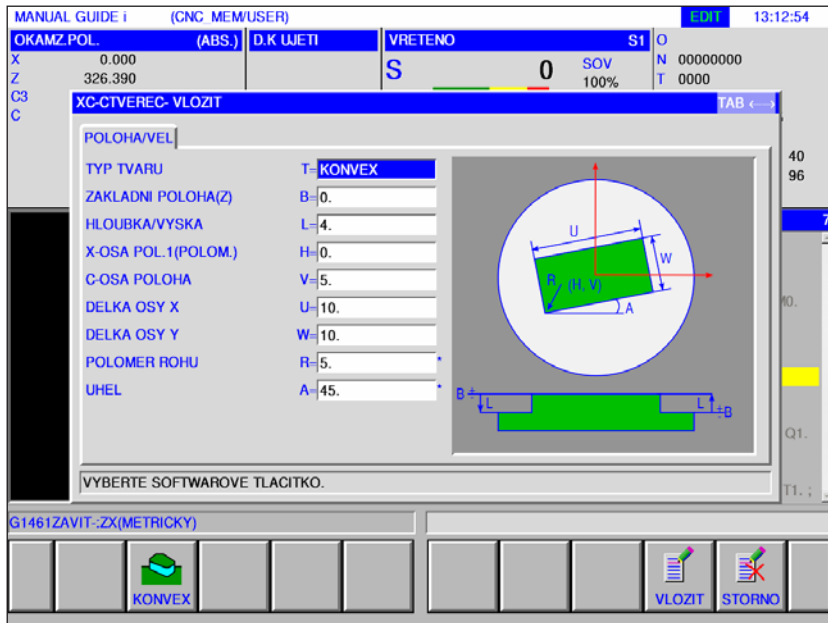 MANUAL GUIDE i (CNC_MEM/USER) EDIT 13:12:54
OKAMZ.POL. (ABS.) D.K UJETI VRETENO S1 O
X 0.000 S 0 SOV 100% N 00000000
Z 326.390 T 0000
C3
C
XC-CTVEREC- VLOZIT TAB ←→
POLOHA/VEL
40
96
TYP TVARU T= KONVEX
ZAKLADNI POLOHA(Z) B= 0.
HLOUBKA/VYSKA L= 4.
X-OSA POL.1(POLOM.) H= 0.
C-OSA POLOHA V= 5.
DELKA OSY X U= 10.
DELKA OSY Y W= 10.
POLOMER ROHU R= 5. *
UHEL A= 45. *
U
W
R (H, V)
A
B L L B
7
M0.
Q1.
T1. ;
VYBERTE SOFTWAROVE TLACITKO.
G1461ZAVIT-:ZX(METRICKY)
KONVEX VLOZIT STORNO